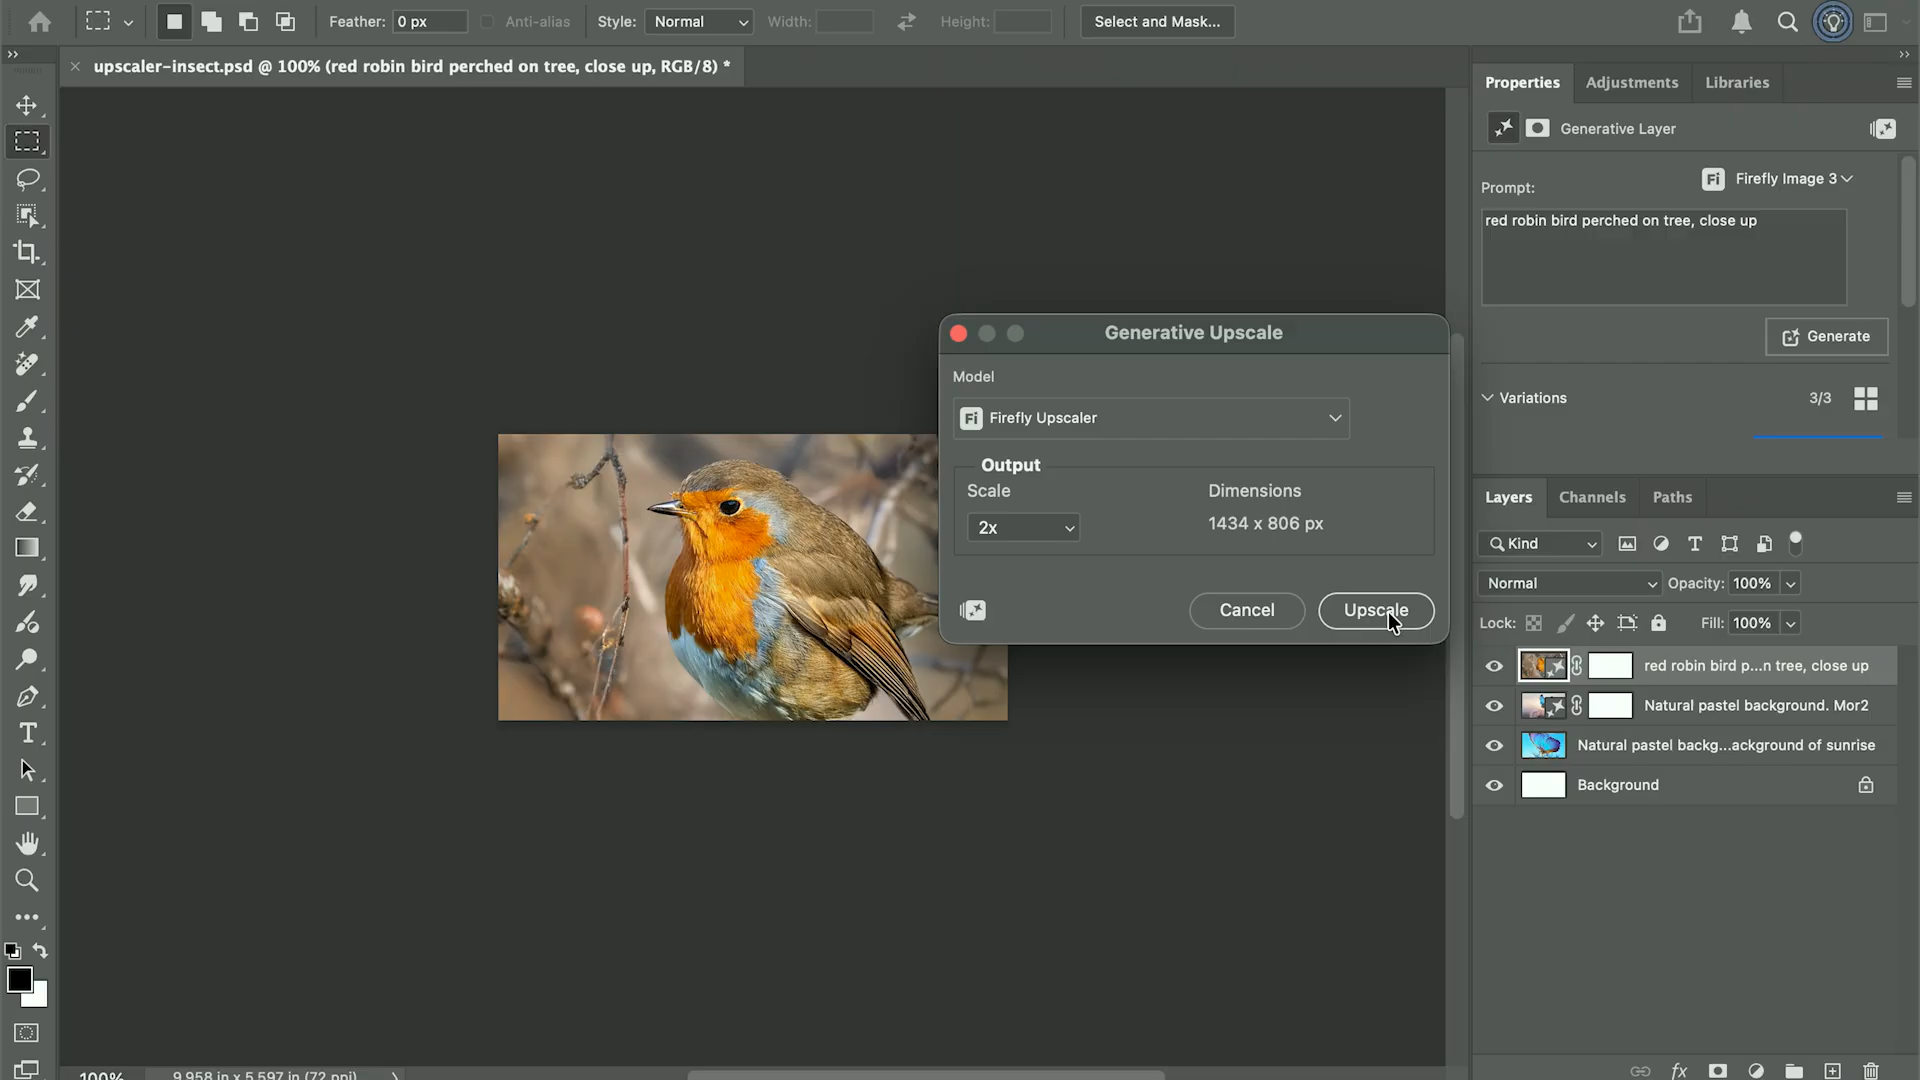 Feather: 0 px Anti-alias Style: Normal Width: Height: Select and Mask...
upscaler-insect.psd @ 100% (red robin bird perched on tree, close up, RGB/8) *
Properties Adjustments Libraries
Generative Layer
Prompt: Fi Firefly Image 3
red robin bird perched on tree, close up
Generate
Variations 3/3
Generative Upscale
Model
Fi Firefly Upscaler
Output
Scale Dimensions
2x 1434 x 806 px
Cancel Upscale
Layers Channels Paths
Kind
Normal Opacity: 100%
Lock: Fill: 100%
red robin bird p...n tree, close up
Natural pastel background. Mor2
Natural pastel backg...ackground of sunrise
Background
100% 9.958 in x 5.597 in (72 ppi)
fx